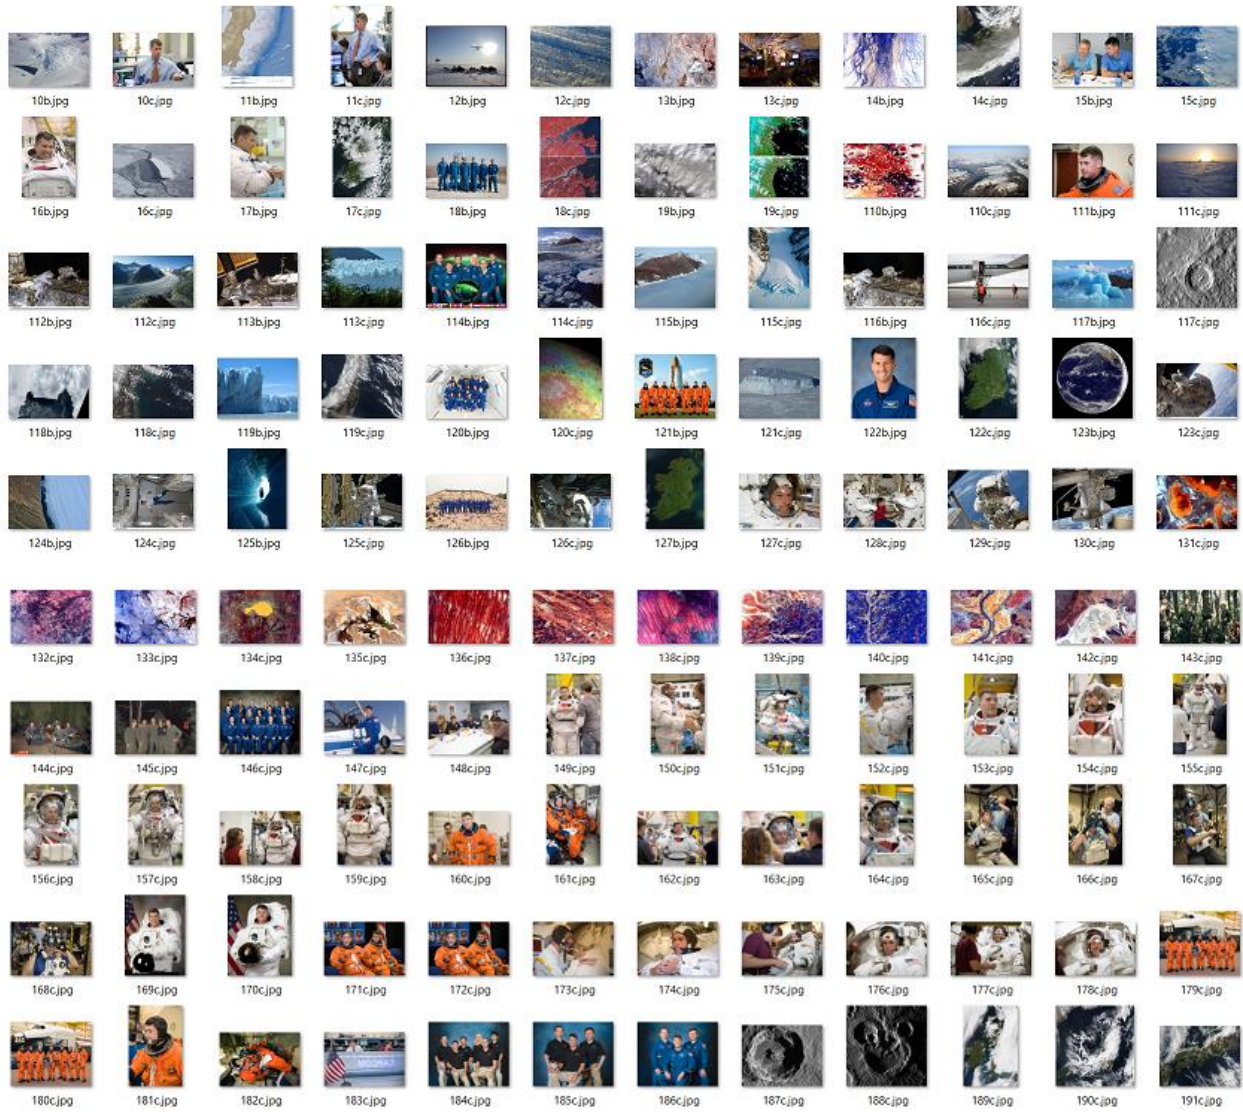 10b.jpg 10c.jpg 11b.jpg 11c.jpg 12b.jpg 12c.jpg 13b.jpg 13c.jpg 14b.jpg 14c.jpg 15b.jpg 15c.jpg
16b.jpg 16c.jpg 17b.jpg 17c.jpg 18b.jpg 18c.jpg 19b.jpg 19c.jpg 110b.jpg 110c.jpg 111b.jpg 111c.jpg
112b.jpg 112c.jpg 113b.jpg 113c.jpg 114b.jpg 114c.jpg 115b.jpg 115c.jpg 116b.jpg 116c.jpg 117b.jpg 117c.jpg
118b.jpg 118c.jpg 119b.jpg 119c.jpg 120b.jpg 120c.jpg 121b.jpg 121c.jpg 122b.jpg 122c.jpg 123b.jpg 123c.jpg
124b.jpg 124c.jpg 125b.jpg 125c.jpg 126b.jpg 126c.jpg 127b.jpg 127c.jpg 128c.jpg 129c.jpg 130c.jpg 131c.jpg
132c.jpg 133c.jpg 134c.jpg 135c.jpg 136c.jpg 137c.jpg 138c.jpg 139c.jpg 140c.jpg 141c.jpg 142c.jpg 143c.jpg
144c.jpg 145c.jpg 146c.jpg 147c.jpg 148c.jpg 149c.jpg 150c.jpg 151c.jpg 152c.jpg 153c.jpg 154c.jpg 155c.jpg
156c.jpg 157c.jpg 158c.jpg 159c.jpg 160c.jpg 161c.jpg 162c.jpg 163c.jpg 164c.jpg 165c.jpg 166c.jpg 167c.jpg
168c.jpg 169c.jpg 170c.jpg 171c.jpg 172c.jpg 173c.jpg 174c.jpg 175c.jpg 176c.jpg 177c.jpg 178c.jpg 179c.jpg
180c.jpg 181c.jpg 182c.jpg 183c.jpg 184c.jpg 185c.jpg 186c.jpg 187c.jpg 188c.jpg 189c.jpg 190c.jpg 191c.jpg